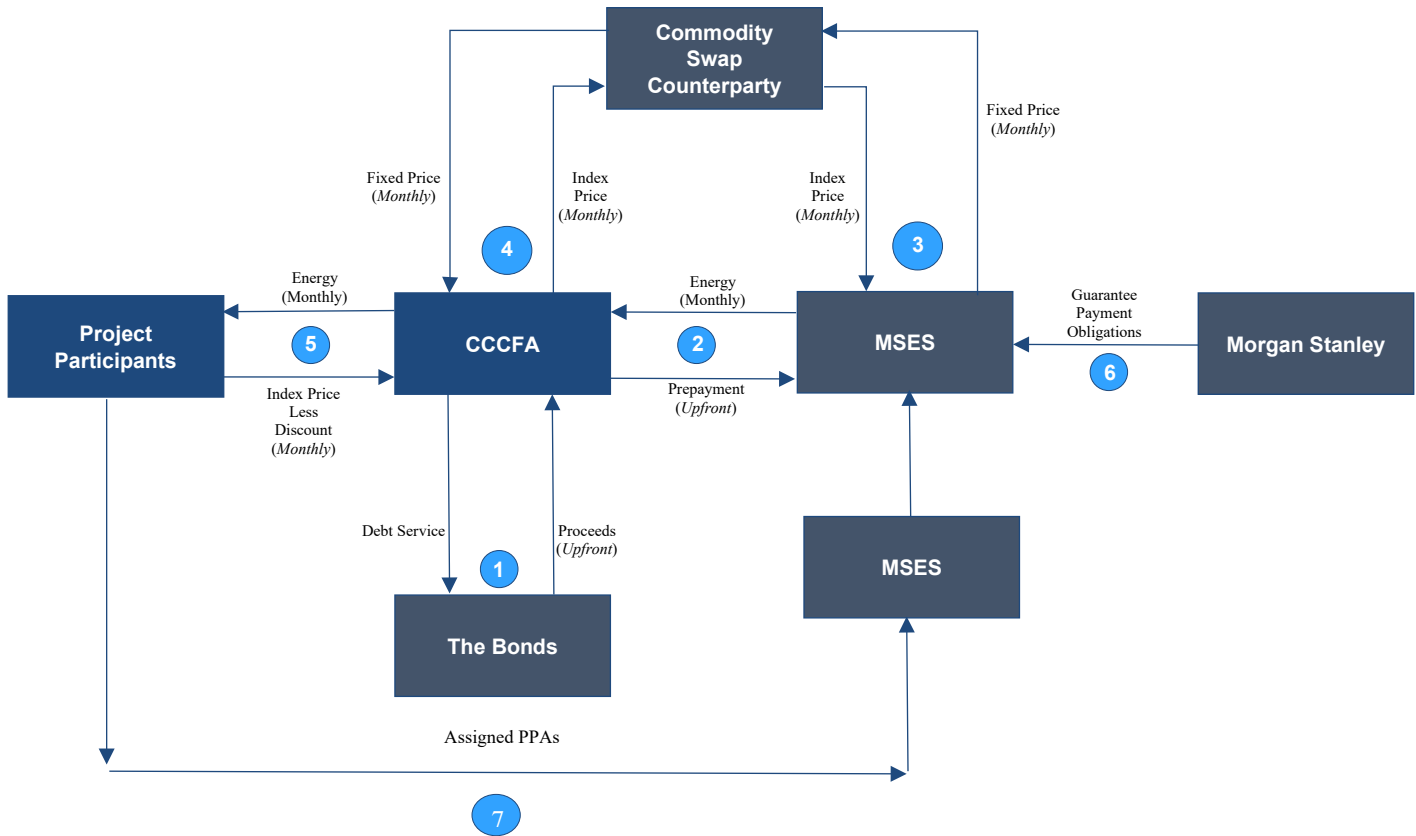 Commodity
Swap
Counterparty
Fixed Price
(Monthly)
Fixed Price
(Monthly)
Index
Price
(Monthly)
Index
Price
(Monthly)
4
3
Energy
(Monthly)
Energy
(Monthly)
Guarantee
Payment
Obligations
Project
Participants
5
CCCFA
2
MSES
Morgan Stanley
6
Index Price
Less
Discount
(Monthly)
Prepayment
(Upfront)
Debt Service
Proceeds
(Upfront)
1
MSES
The Bonds
Assigned PPAs
7